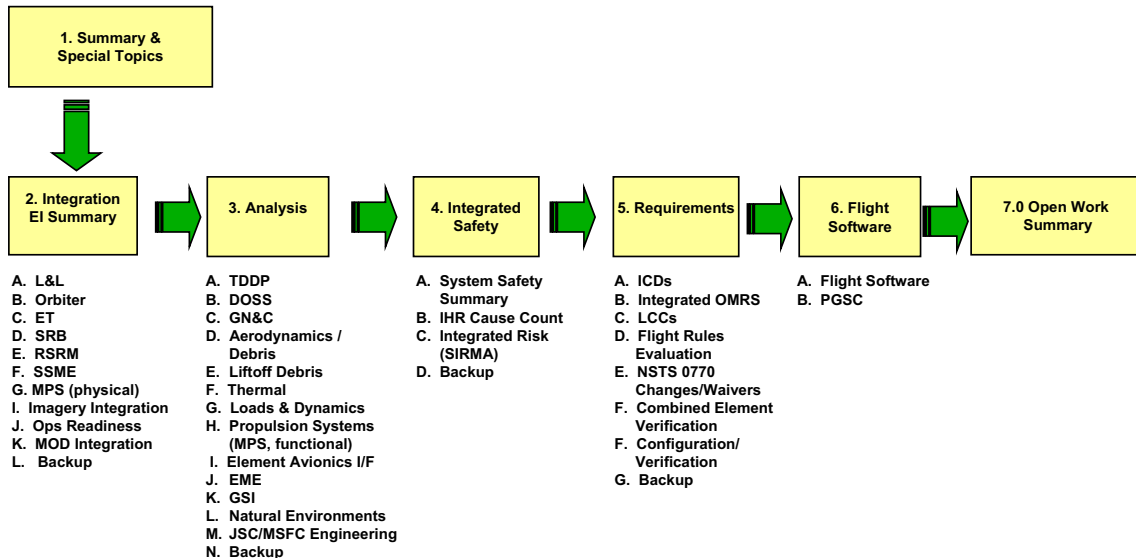 1. Summary &
Special Topics
2. Integration
EI Summary
A. L&L
B. Orbiter
C. ET
D. SRB
E. RSRM
F. SSME
G. MPS (physical)
I. Imagery Integration
J. Ops Readiness
K. MOD Integration
L. Backup
3. Analysis
A. TDDP
B. DOSS
C. GN&C
D. Aerodynamics /
Debris
E. Liftoff Debris
F. Thermal
G. Loads & Dynamics
H. Propulsion Systems
(MPS, functional)
I. Element Avionics I/F
J. EME
K. GSI
L. Natural Environments
M. JSC/MSFC Engineering
N. Backup
4. Integrated
Safety
A. System Safety
Summary
B. IHR Cause Count
C. Integrated Risk
(SIRMA)
D. Backup
5. Requirements
A. ICDs
B. Integrated OMRS
C. LCCs
D. Flight Rules
Evaluation
E. NSTS 0770
Changes/Waivers
F. Combined Element
Verification
F. Configuration/
Verification
G. Backup
6. Flight
Software
A. Flight Software
B. PGSC
7.0 Open Work
Summary